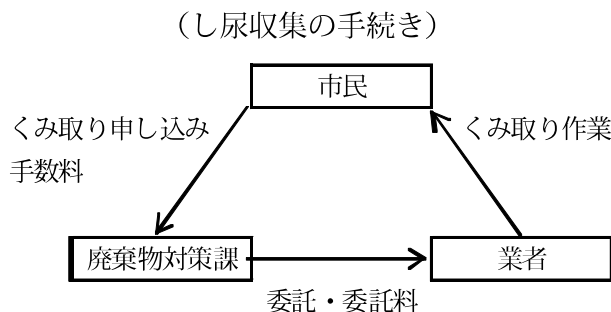 （し尿収集の手続き）
市民
くみ取り申し込み
手数料
くみ取り作業
廃棄物対策課
業者
委託・委託料